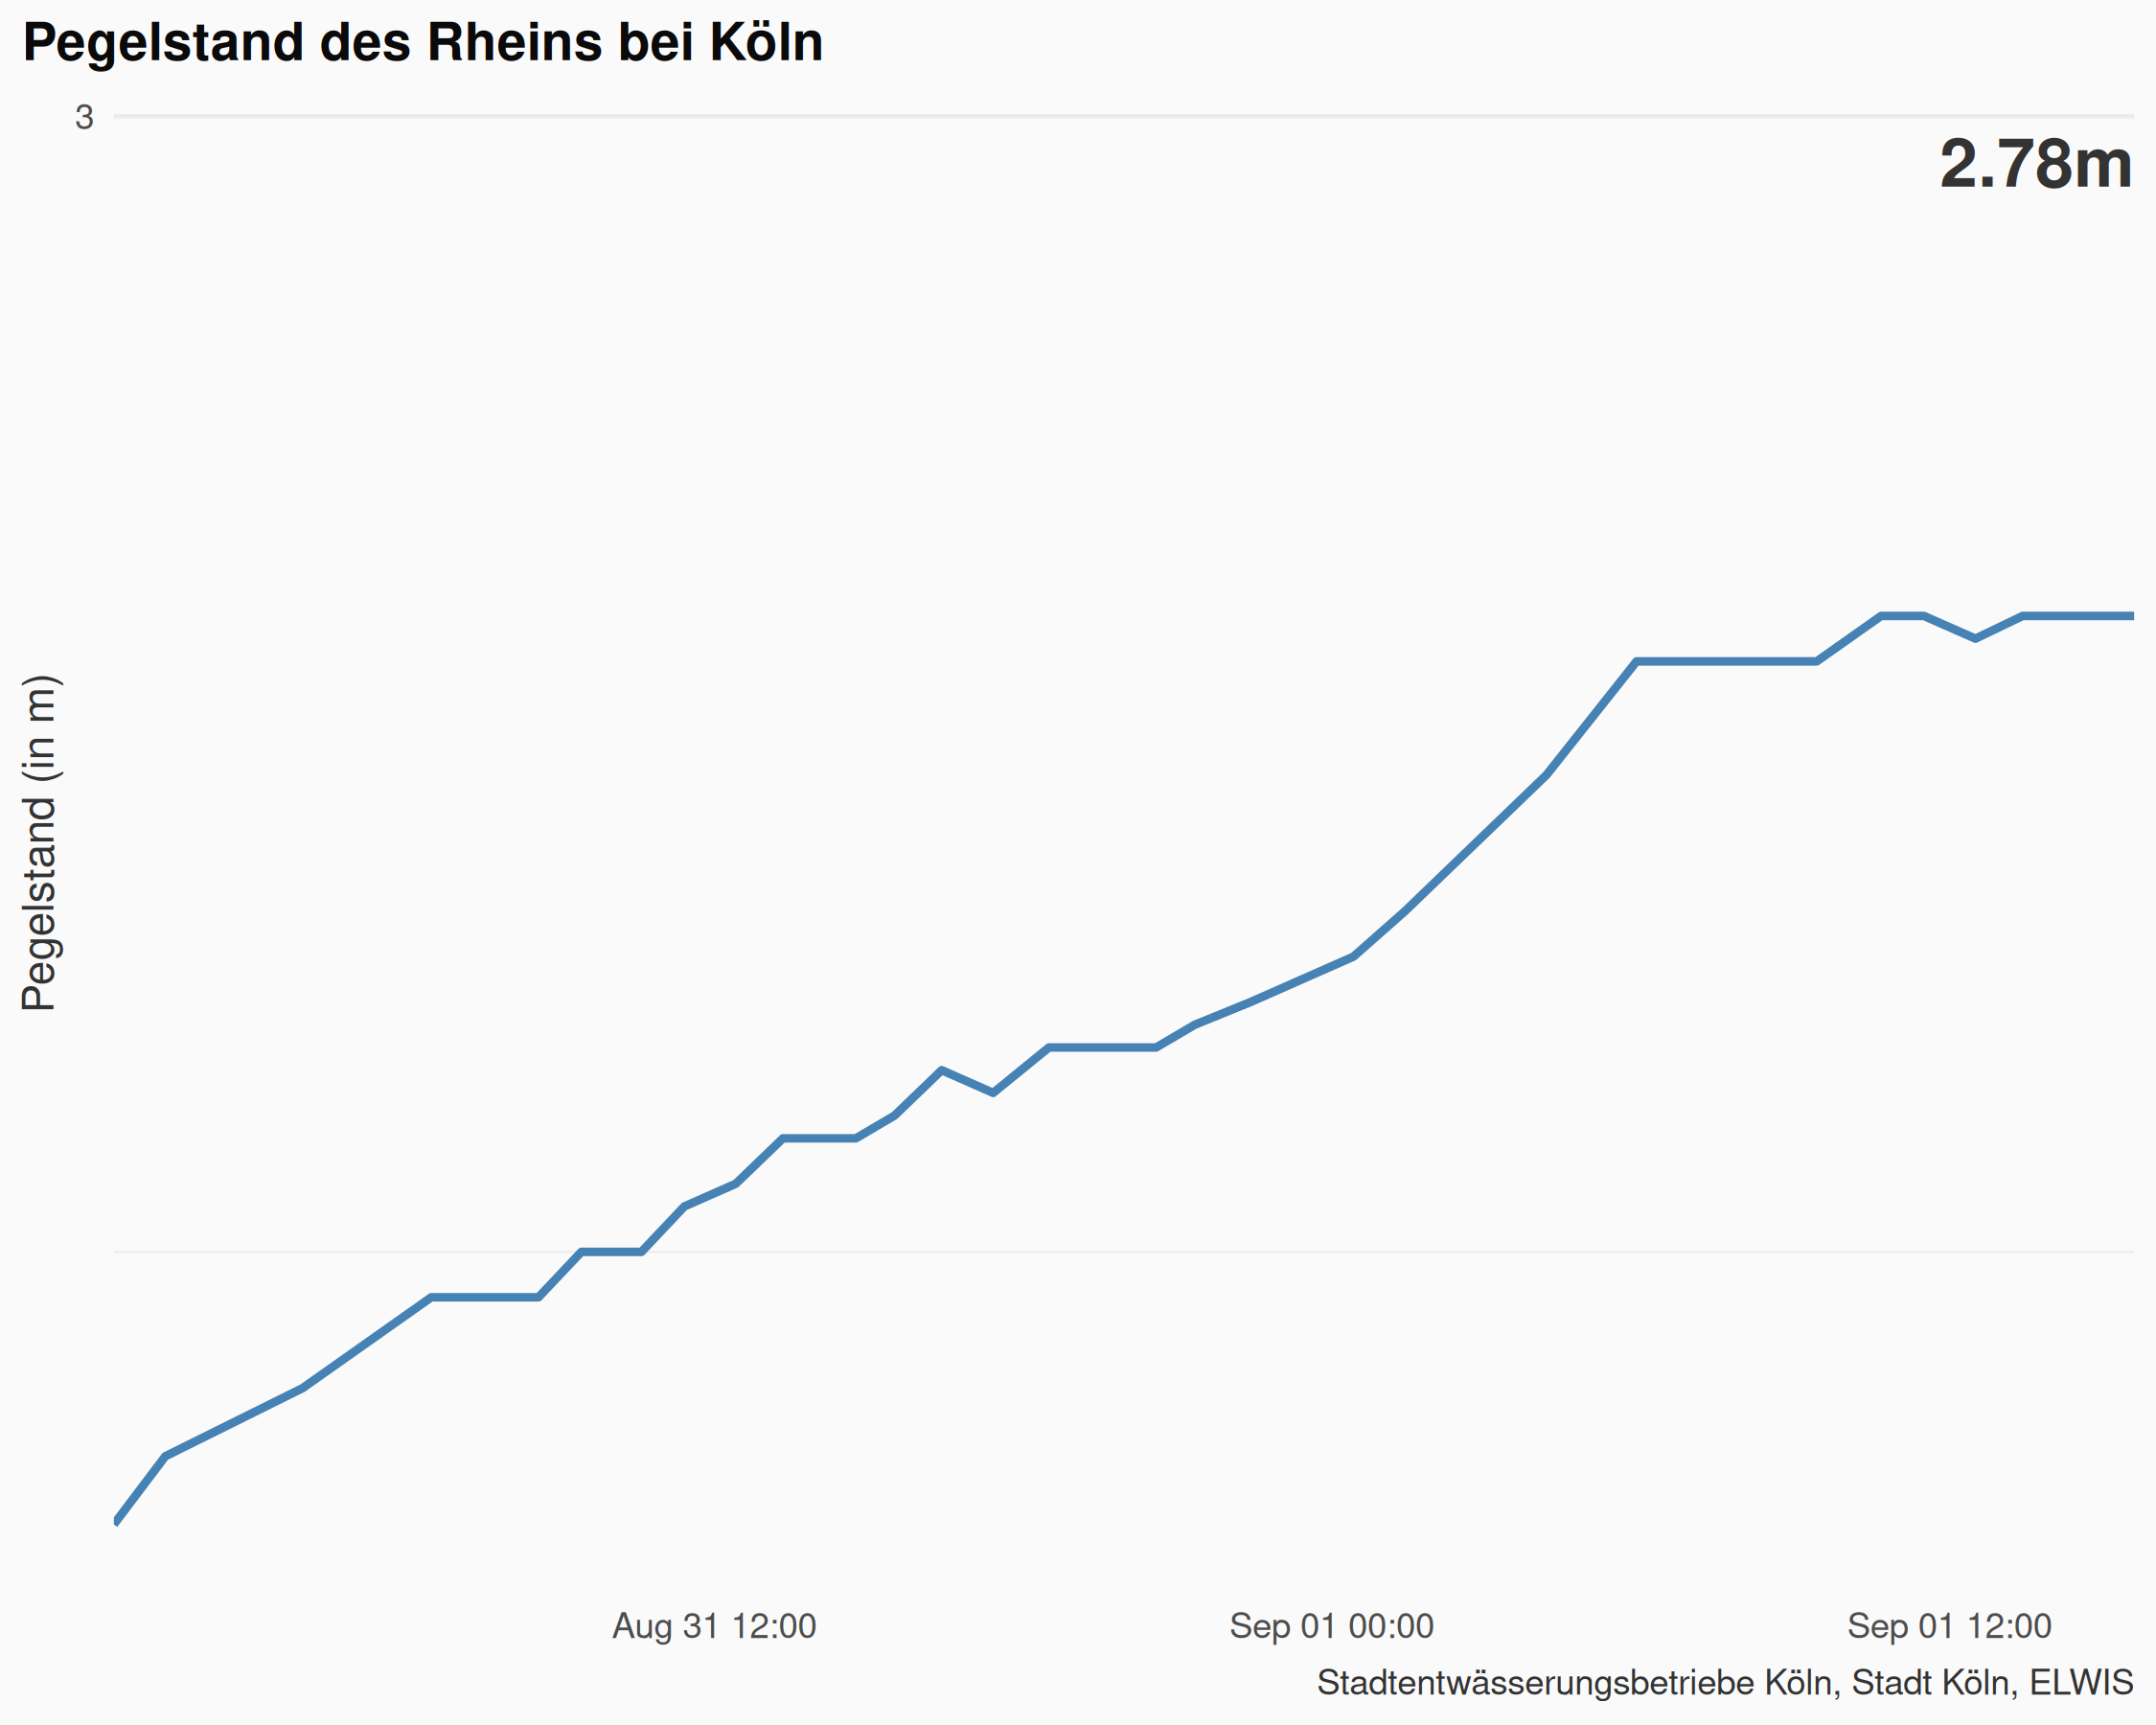 Pegelstand des Rheins bei Köln
3
2.78m
Pegelstand (in m)
Aug 31 12:00
Sep 01 00:00
Sep 01 12:00
Stadtentwässerungsbetriebe Köln, Stadt Köln, ELWIS